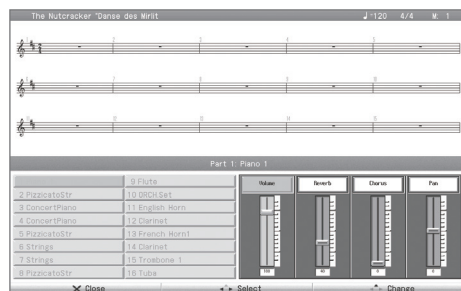 The Nutcracker "Danse des Mirlit ♩=120 4/4 M: 1
Part 1: Piano 1
9 Flute
2 PizzicatoStr 10 ORCH.Set
3 ConcertPiano 11 English Horn
4 ConcertPiano 12 Clarinet
5 PizzicatoStr 13 French Horn1
6 Strings 14 Clarinet
7 Strings 15 Trombone 1
8 PizzicatoStr 16 Tuba
Volume Reverb Chorus Pan
100 40 0 0
Close Select Change